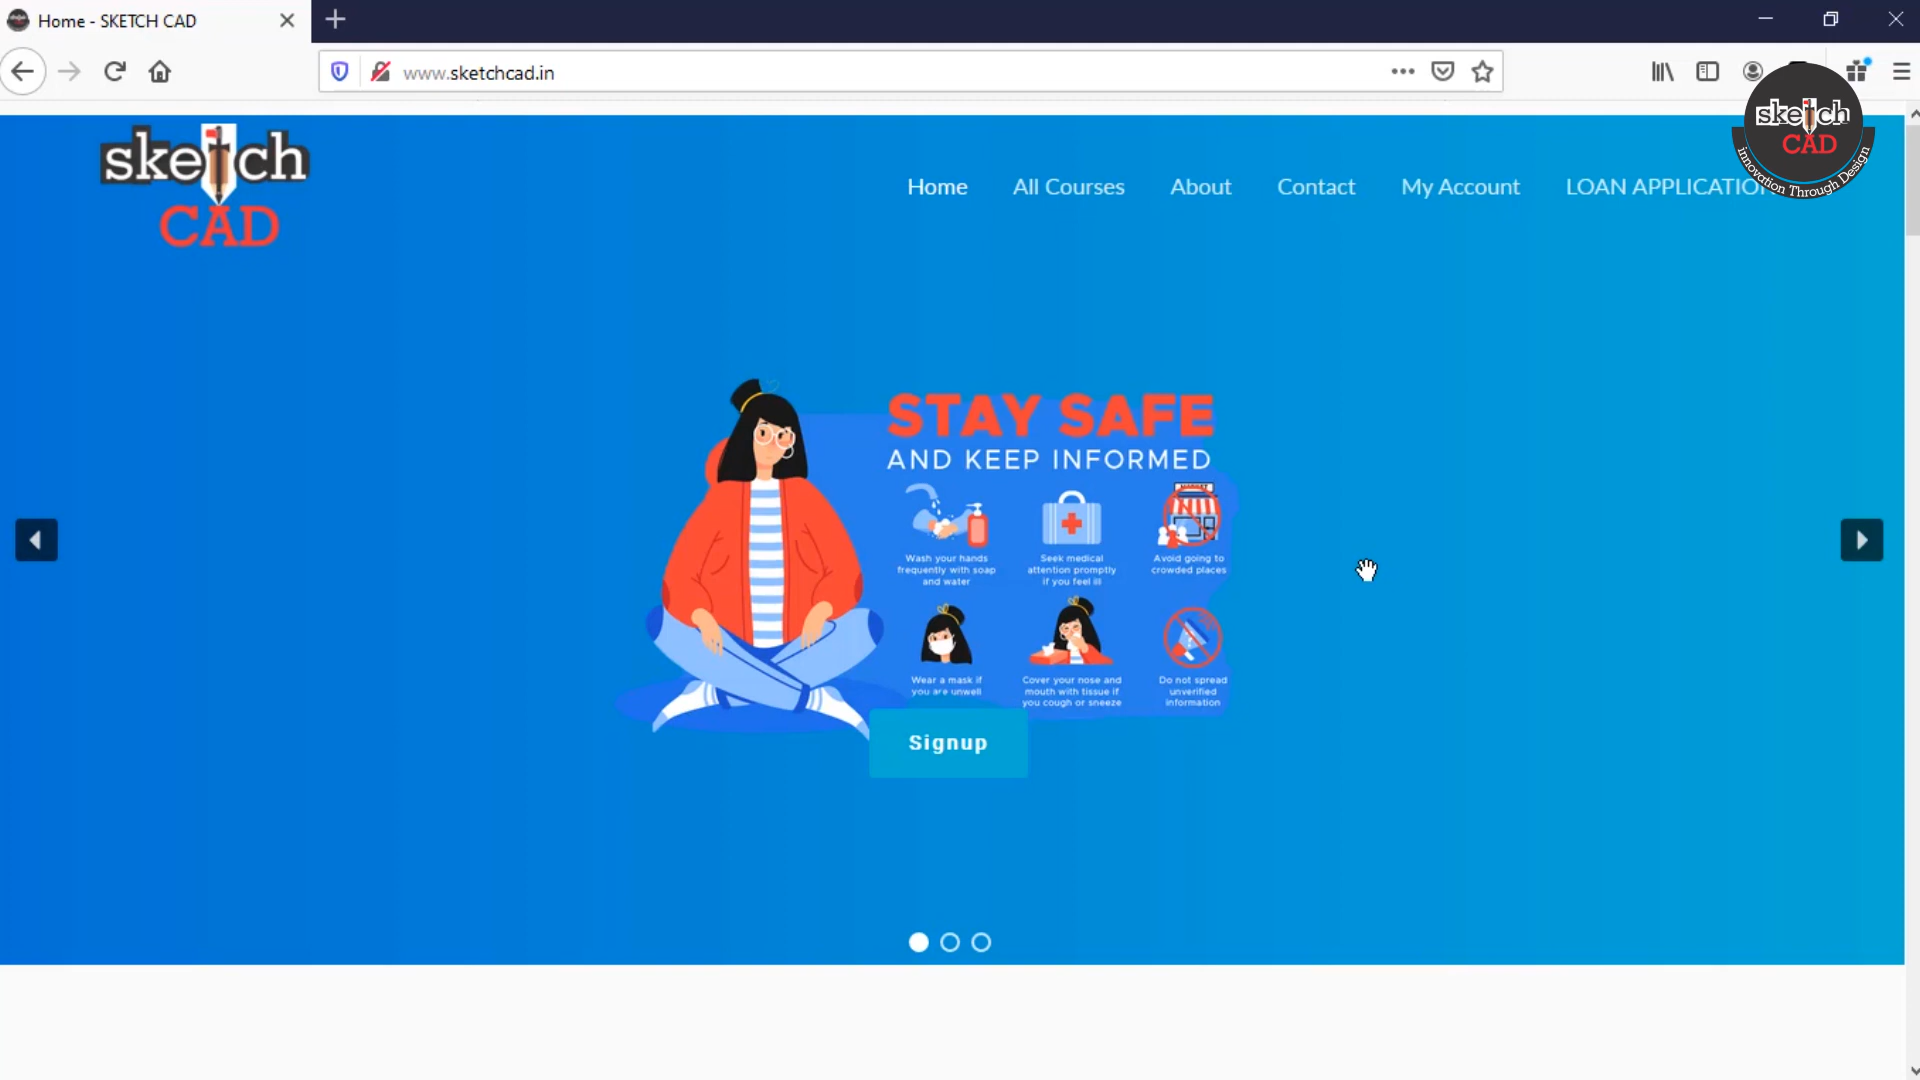 Home - SKETCH CAD
www.sketchcad.in
sketch
CAD
innovation Through Design
sketch
CAD
Home
All Courses
About
Contact
My Account
LOAN APPLICATION
STAY SAFE
AND KEEP INFORMED
Wash your hands
frequently with soap
and water
Seek medical
attention promptly
if you feel ill
MARKET
Avoid going to
crowded places
Wear a mask if
you are unwell
Cover your nose and
mouth with tissue if
you cough or sneeze
Do not spread
unverified
information
Signup